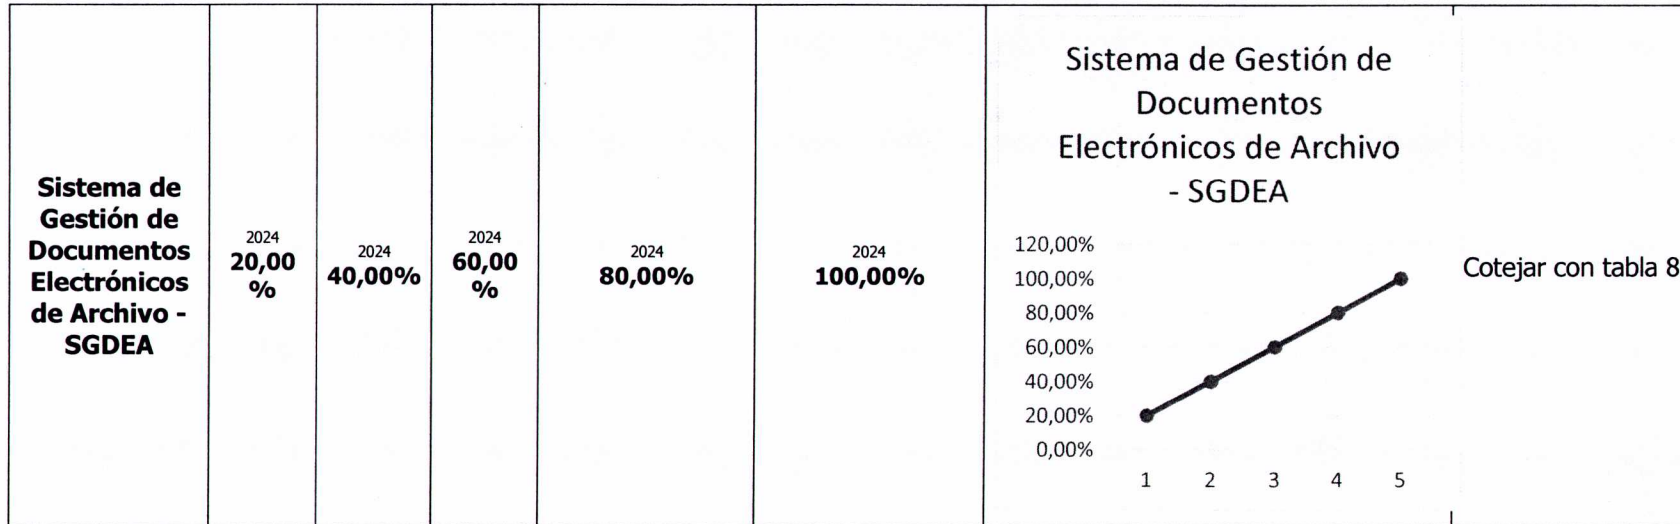 Sistema de
Gestión de
Documentos
Electrónicos
de Archivo -
SGDEA
2024
20,00
%
2024
40,00%
2024
60,00
%
2024
80,00%
2024
100,00%
Sistema de Gestión de
Documentos
Electrónicos de Archivo
- SGDEA
120,00%
100,00%
80,00%
60,00%
40,00%
20,00%
0,00%
1 2 3 4 5
Cotejar con tabla 8